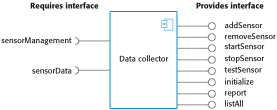 Requires interface
Provides interface
sensorManagement
sensorData
Data collector
addSensor
removeSensor
startSensor
stopSensor
testSensor
initialize
report
listAll